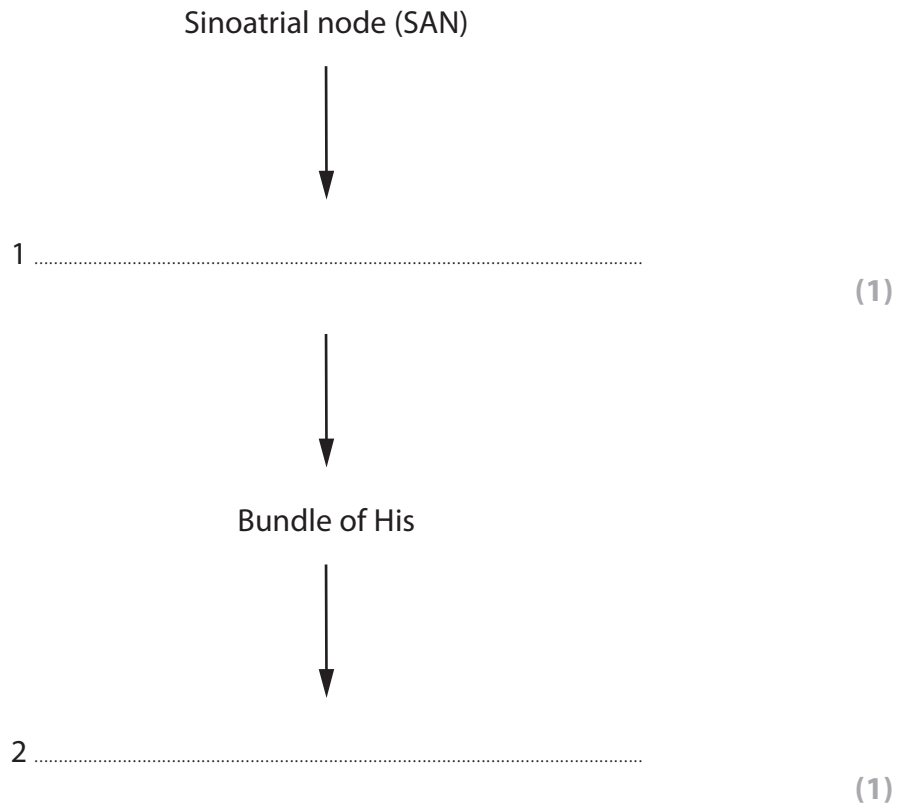 Sinoatrial node (SAN)
1 ........................................................................
(1)
Bundle of His
2 ........................................................................
(1)